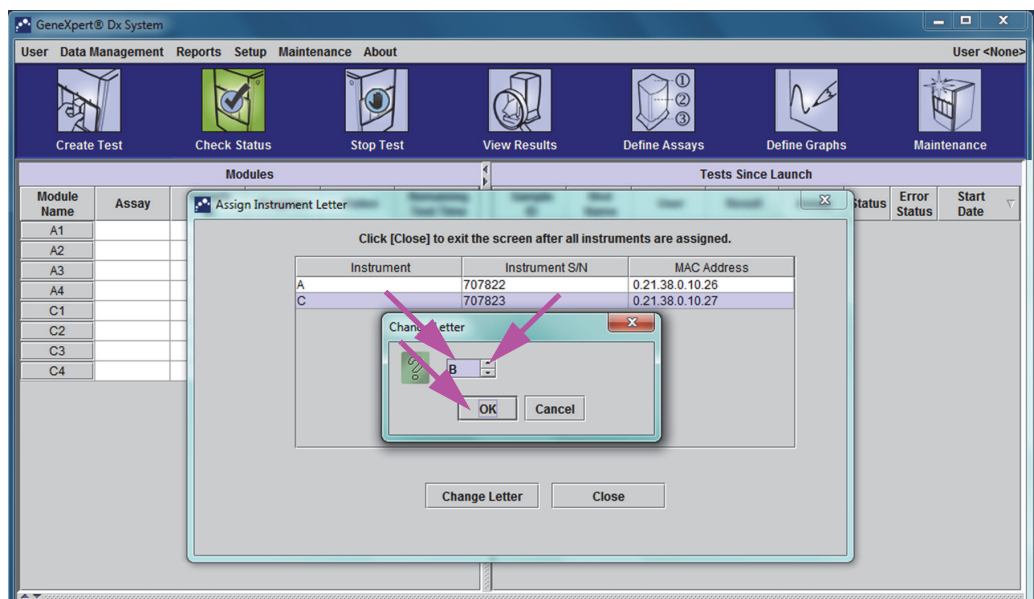 GeneXpert® Dx System
User Data Management Reports Setup Maintenance About User <None>
Create Test Check Status Stop Test View Results Define Assays Define Graphs Maintenance
Modules Tests Since Launch
Module Name Assay Status Error Status Start Date
A1
A2
A3
A4
C1
C2
C3
C4
Assign Instrument Letter
Click [Close] to exit the screen after all instruments are assigned.
Instrument Instrument S/N MAC Address
A 707822 0.21.38.0.10.26
C 707823 0.21.38.0.10.27
Change Letter
B
OK Cancel
Change Letter Close